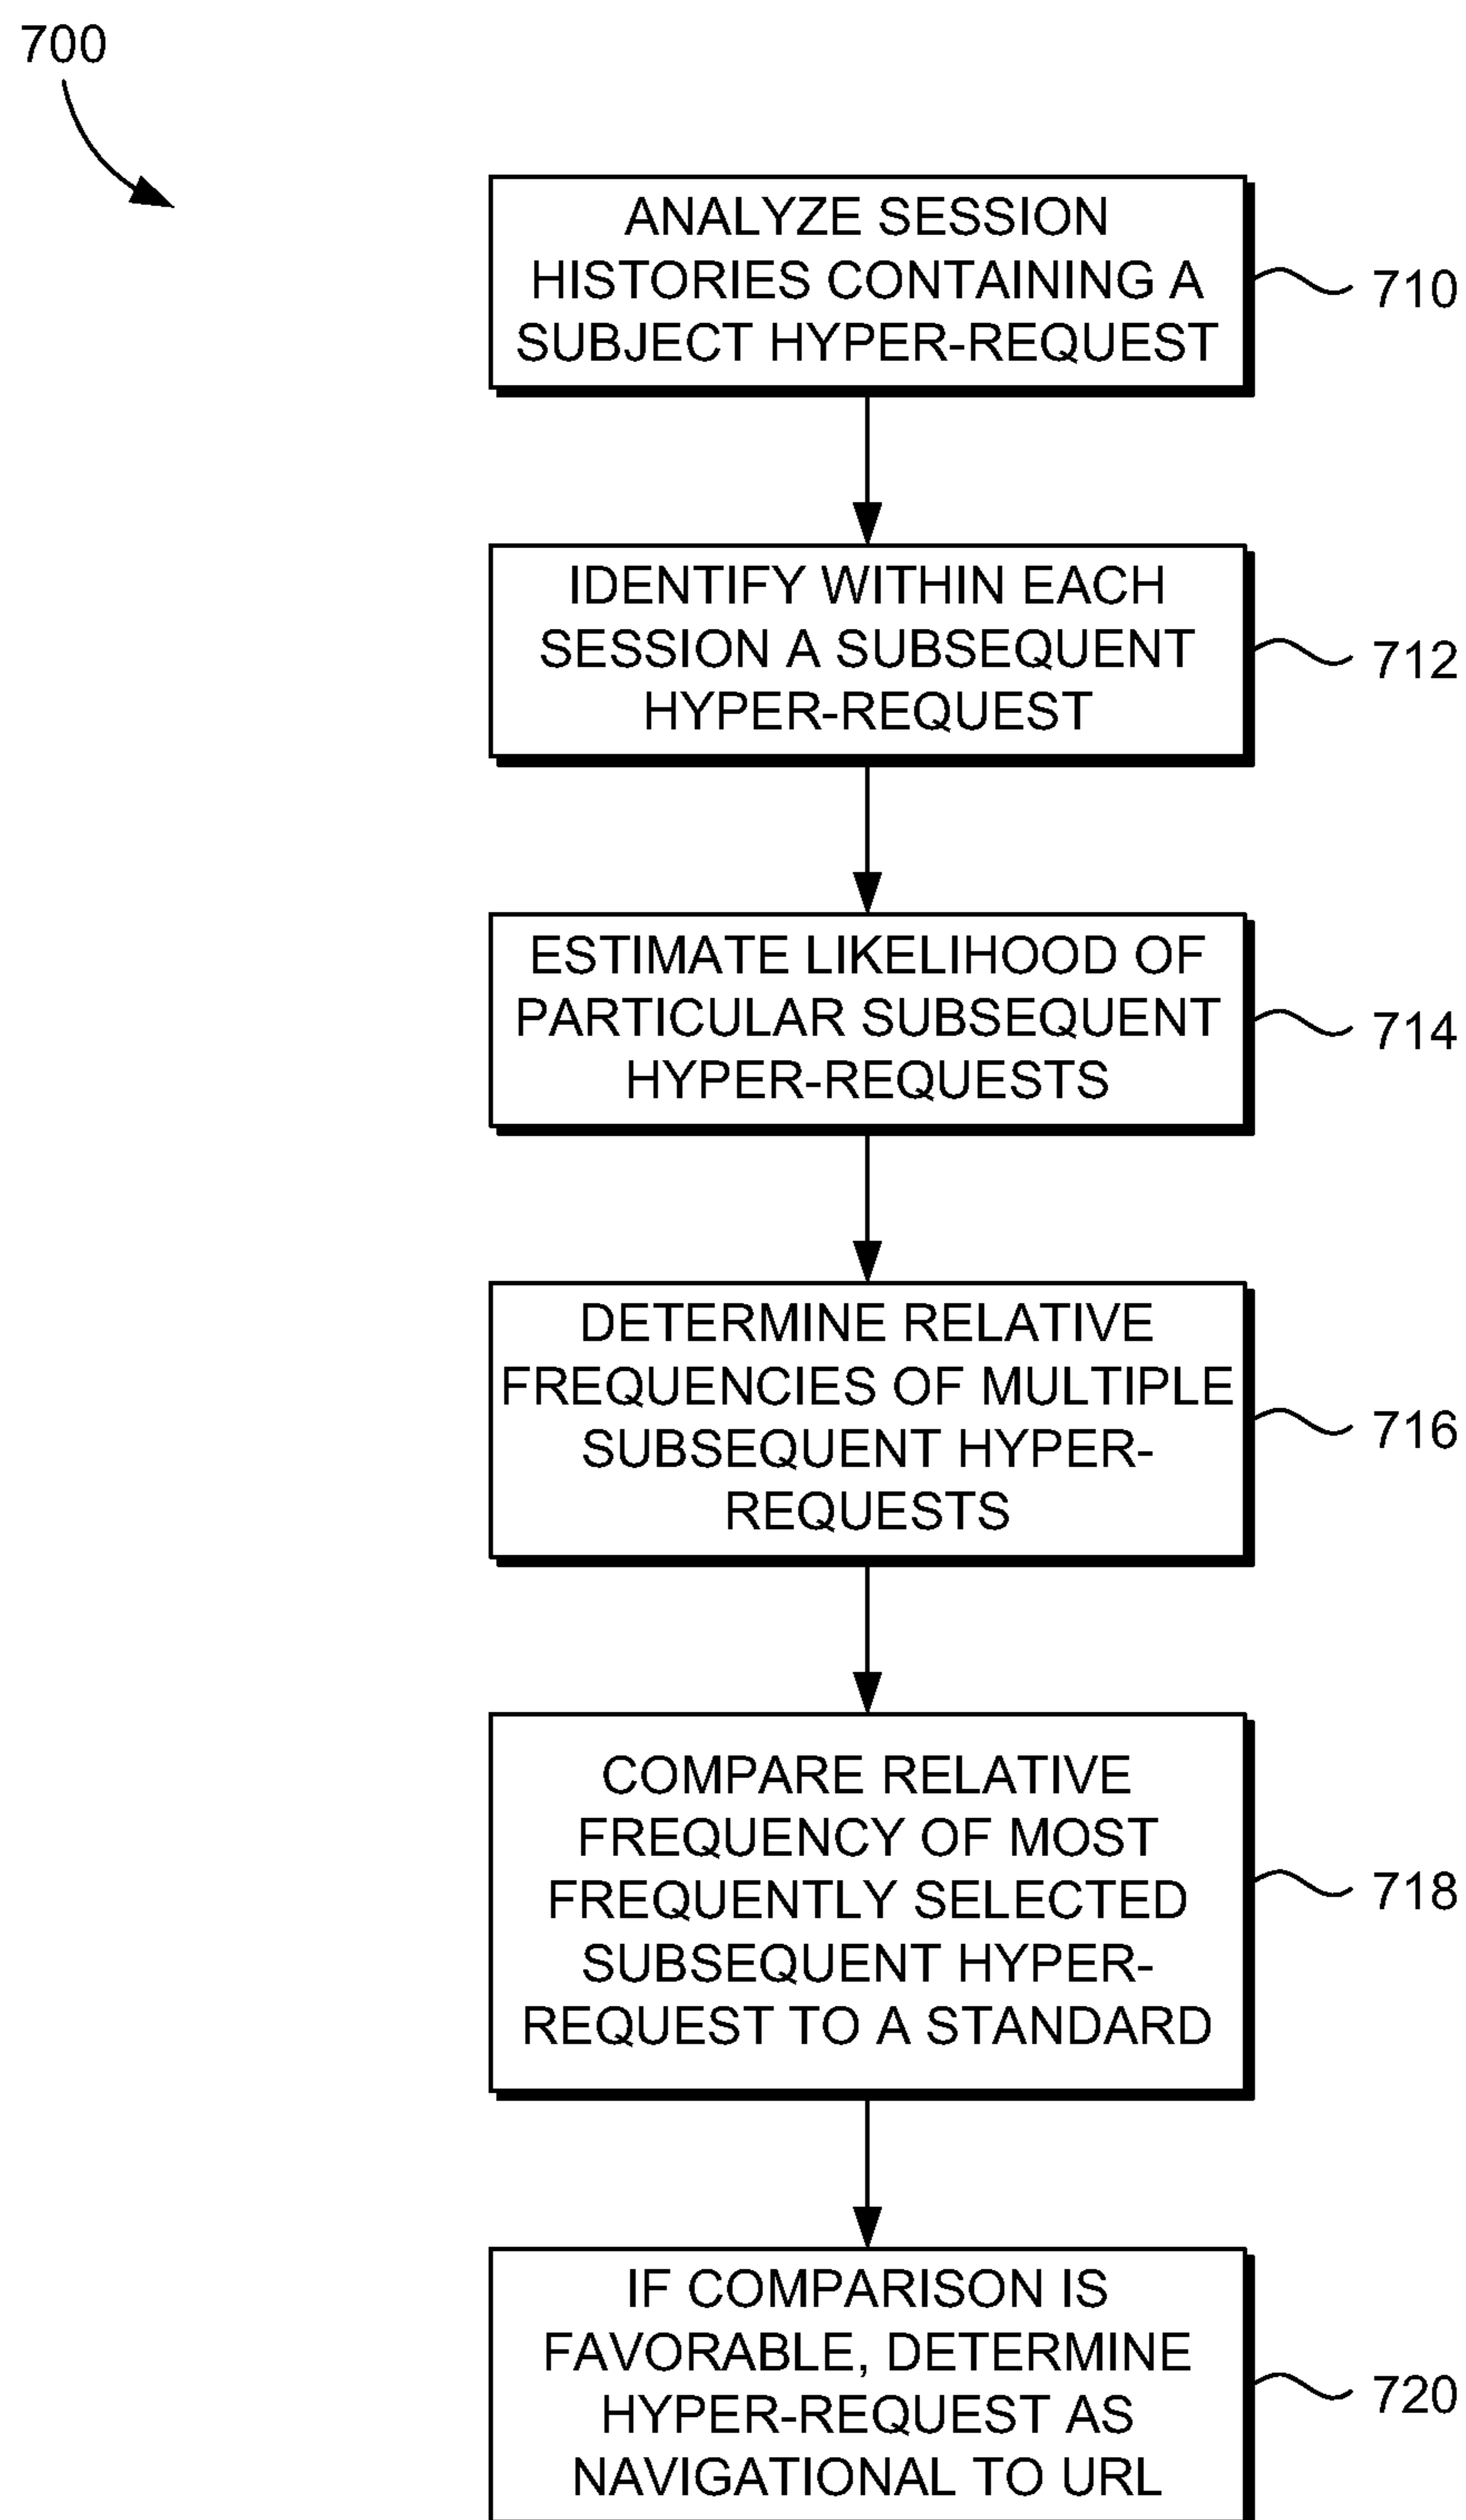 700
ANALYZE SESSION
HISTORIES CONTAINING A
SUBJECT HYPER-REQUEST
710
IDENTIFY WITHIN EACH
SESSION A SUBSEQUENT
HYPER-REQUEST
712
ESTIMATE LIKELIHOOD OF
PARTICULAR SUBSEQUENT
HYPER-REQUESTS
714
DETERMINE RELATIVE
FREQUENCIES OF MULTIPLE
SUBSEQUENT HYPER-
REQUESTS
716
COMPARE RELATIVE
FREQUENCY OF MOST
FREQUENTLY SELECTED
SUBSEQUENT HYPER-
REQUEST TO A STANDARD
718
IF COMPARISON IS
FAVORABLE, DETERMINE
HYPER-REQUEST AS
NAVIGATIONAL TO URL
720